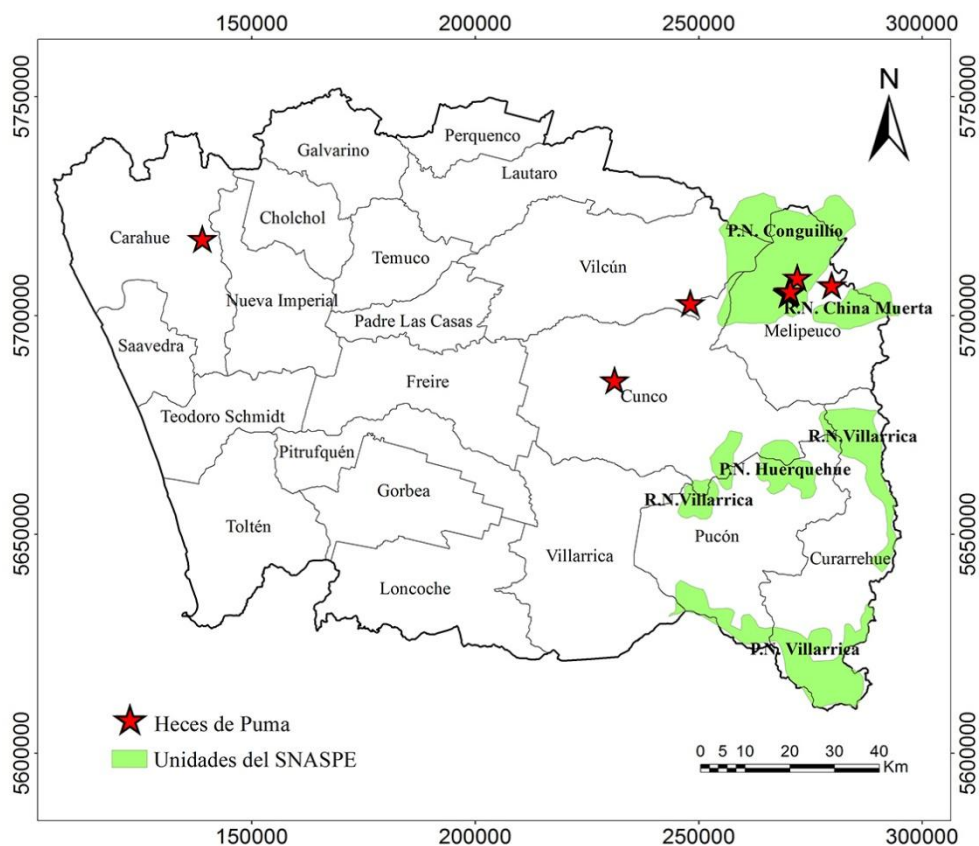 150000 200000 250000 300000
5750000 5750000
N
Perquenco
Galvarino
Lautaro
Cholchol
P.N. Conguillío
Carahue
Temuco
Vilcún
Nueva Imperial
5700000 5700000
R.N. China Muerta
Padre Las Casas
Melipeuco
Saavedra
Freire
Cunco
Teodoro Schmidt
R.N.Villarrica
Pitrufquén
P.N. Huerquehue
Gorbea
R.N.Villarrica
Toltén
Pucón
5650000 5650000
Villarrica
Curarrehue
Loncoche
P.N. Villarrica
Heces de Puma
Unidades del SNASPE
0 5 10 20 30 40
Km
5600000 5600000
150000 200000 250000 300000